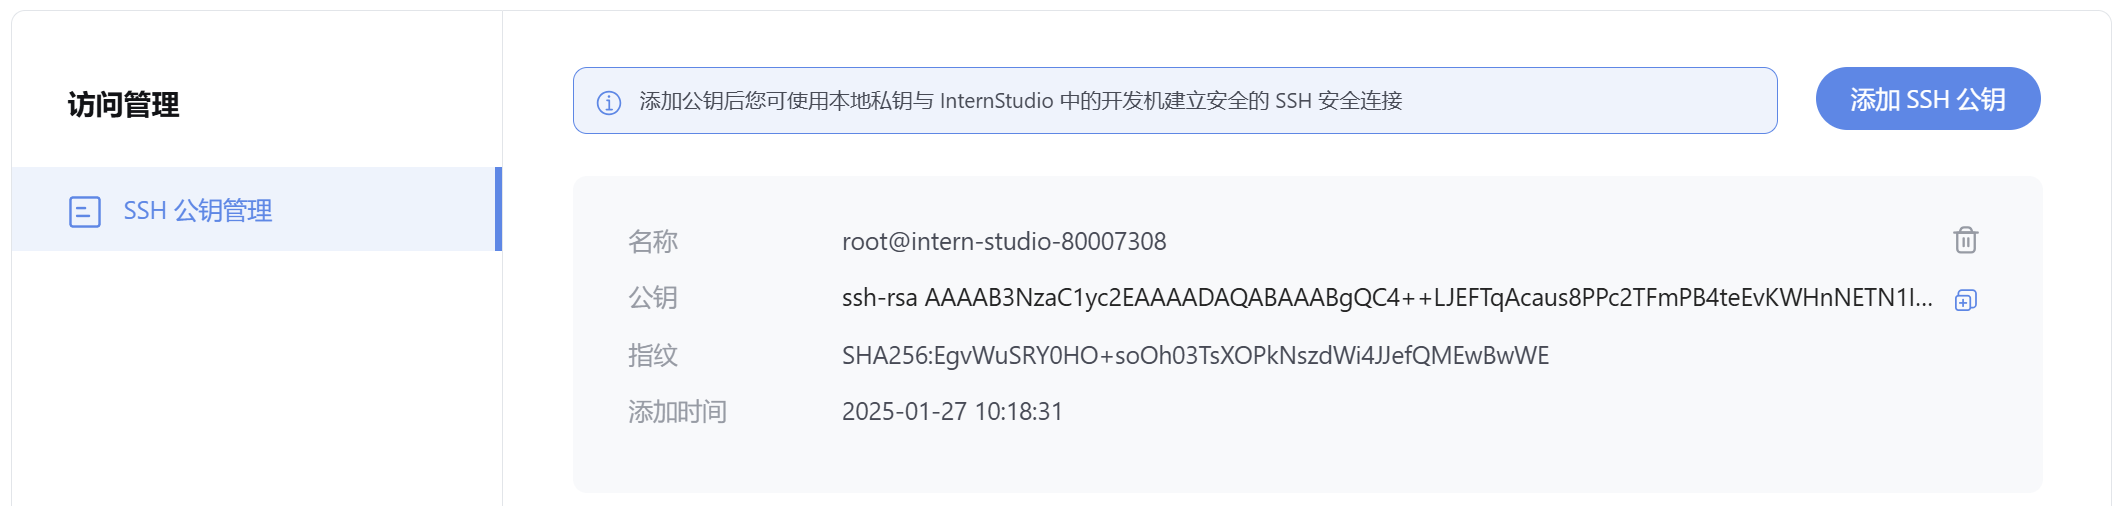 访问管理
SSH 公钥管理
添加公钥后您可使用本地私钥与 InternStudio 中的开发机建立安全的 SSH 安全连接
添加 SSH 公钥
名称 root@intern-studio-80007308
公钥 ssh-rsa AAAAB3NzaC1yc2EAAAADAQABAAABgQC4++LJEFTqAcaus8PPc2TFmPB4teEvKWHnNETN1I...
指纹 SHA256:EgvWuSRY0HO+soOh03TsXOPkNszdWi4JJefQMEwBwWE
添加时间 2025-01-27 10:18:31